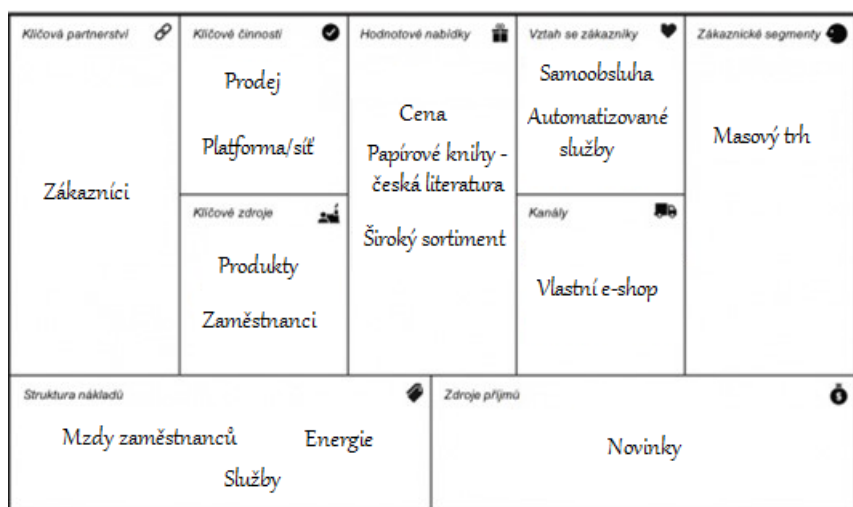 Klíčová partnerství
Zákazníci
Klíčové činnosti
Prodej
Platforma/síť
Klíčové zdroje
Produkty
Zaměstnanci
Hodnotové nabídky
Cena
Papírové knihy -
česká literatura
Široký sortiment
Vztah se zákazníky
Samoobsluha
Automatizované
služby
Kanály
Vlastní e-shop
Zákaznické segmenty
Masový trh
Struktura nákladů
Mzdy zaměstnanců
Energie
Služby
Zdroje příjmů
Novinky